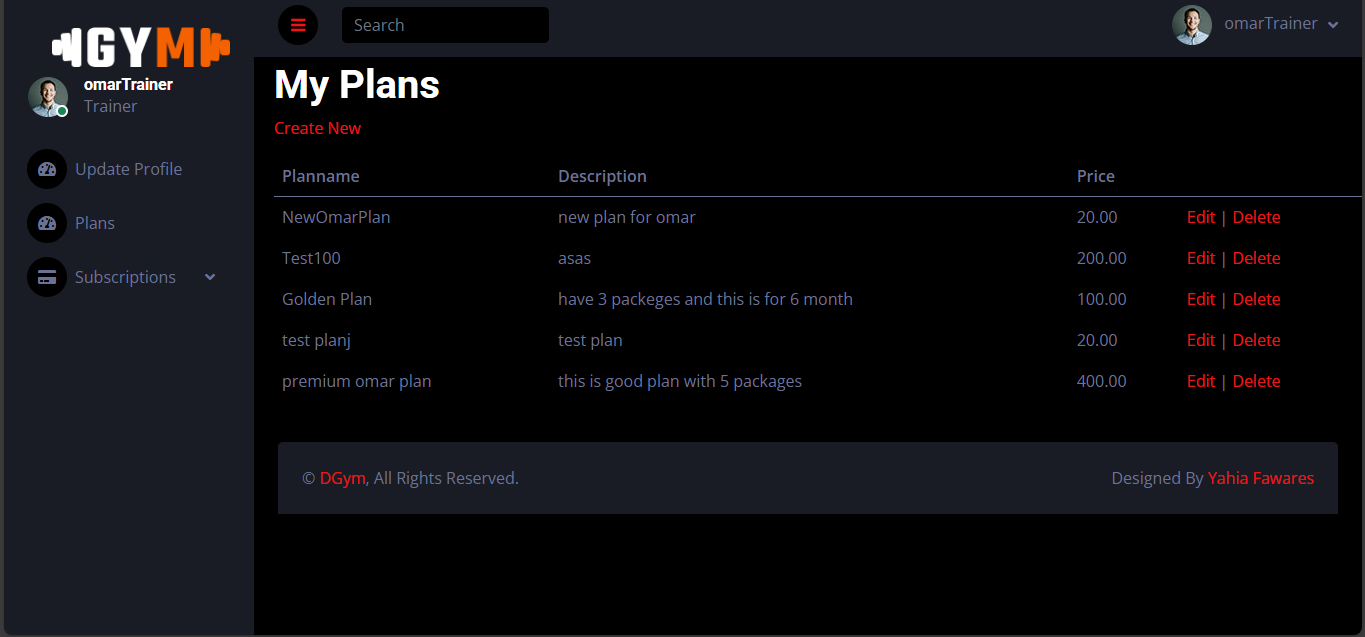 GYM
omarTrainer
Trainer
Update Profile
Plans
Subscriptions
Search
omarTrainer
My Plans
Create New
Planname Description Price
NewOmarPlan new plan for omar 20.00 Edit | Delete
Test100 asas 200.00 Edit | Delete
Golden Plan have 3 packeges and this is for 6 month 100.00 Edit | Delete
test planj test plan 20.00 Edit | Delete
premium omar plan this is good plan with 5 packages 400.00 Edit | Delete
© DGym, All Rights Reserved. Designed By Yahia Fawares